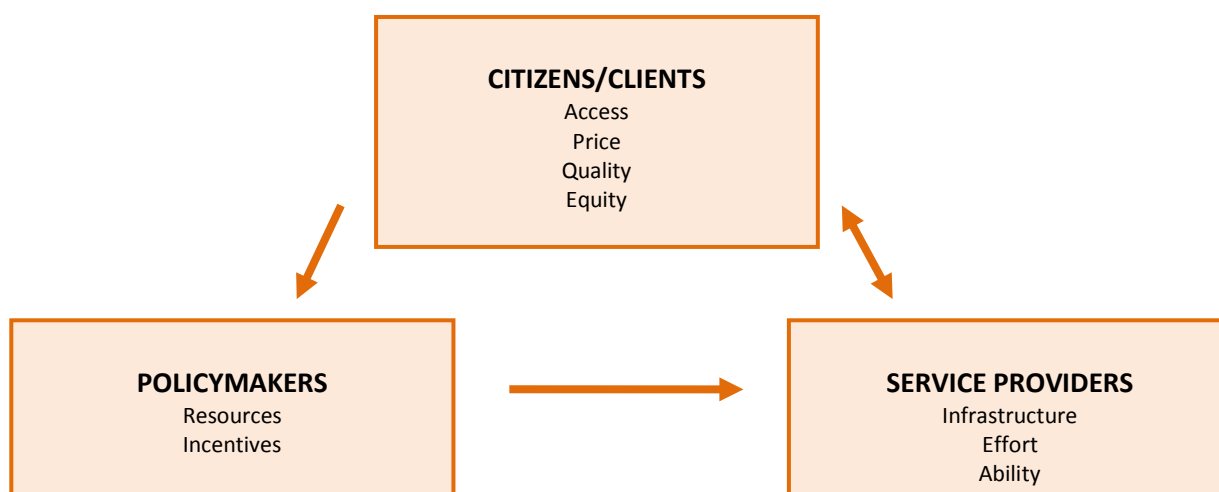 CITIZENS/CLIENTS
Access
Price
Quality
Equity
POLICYMAKERS
Resources
Incentives
SERVICE PROVIDERS
Infrastructure
Effort
Ability